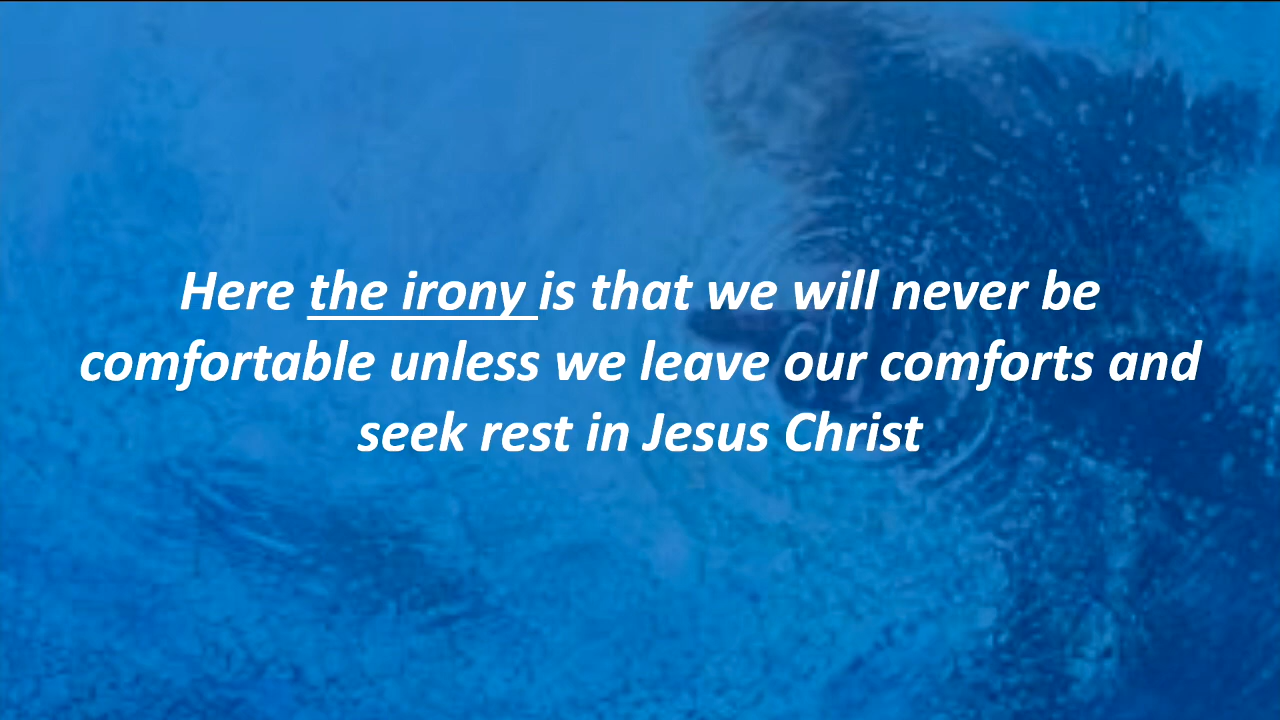 Here the irony is that we will never be
comfortable unless we leave our comforts and
seek rest in Jesus Christ